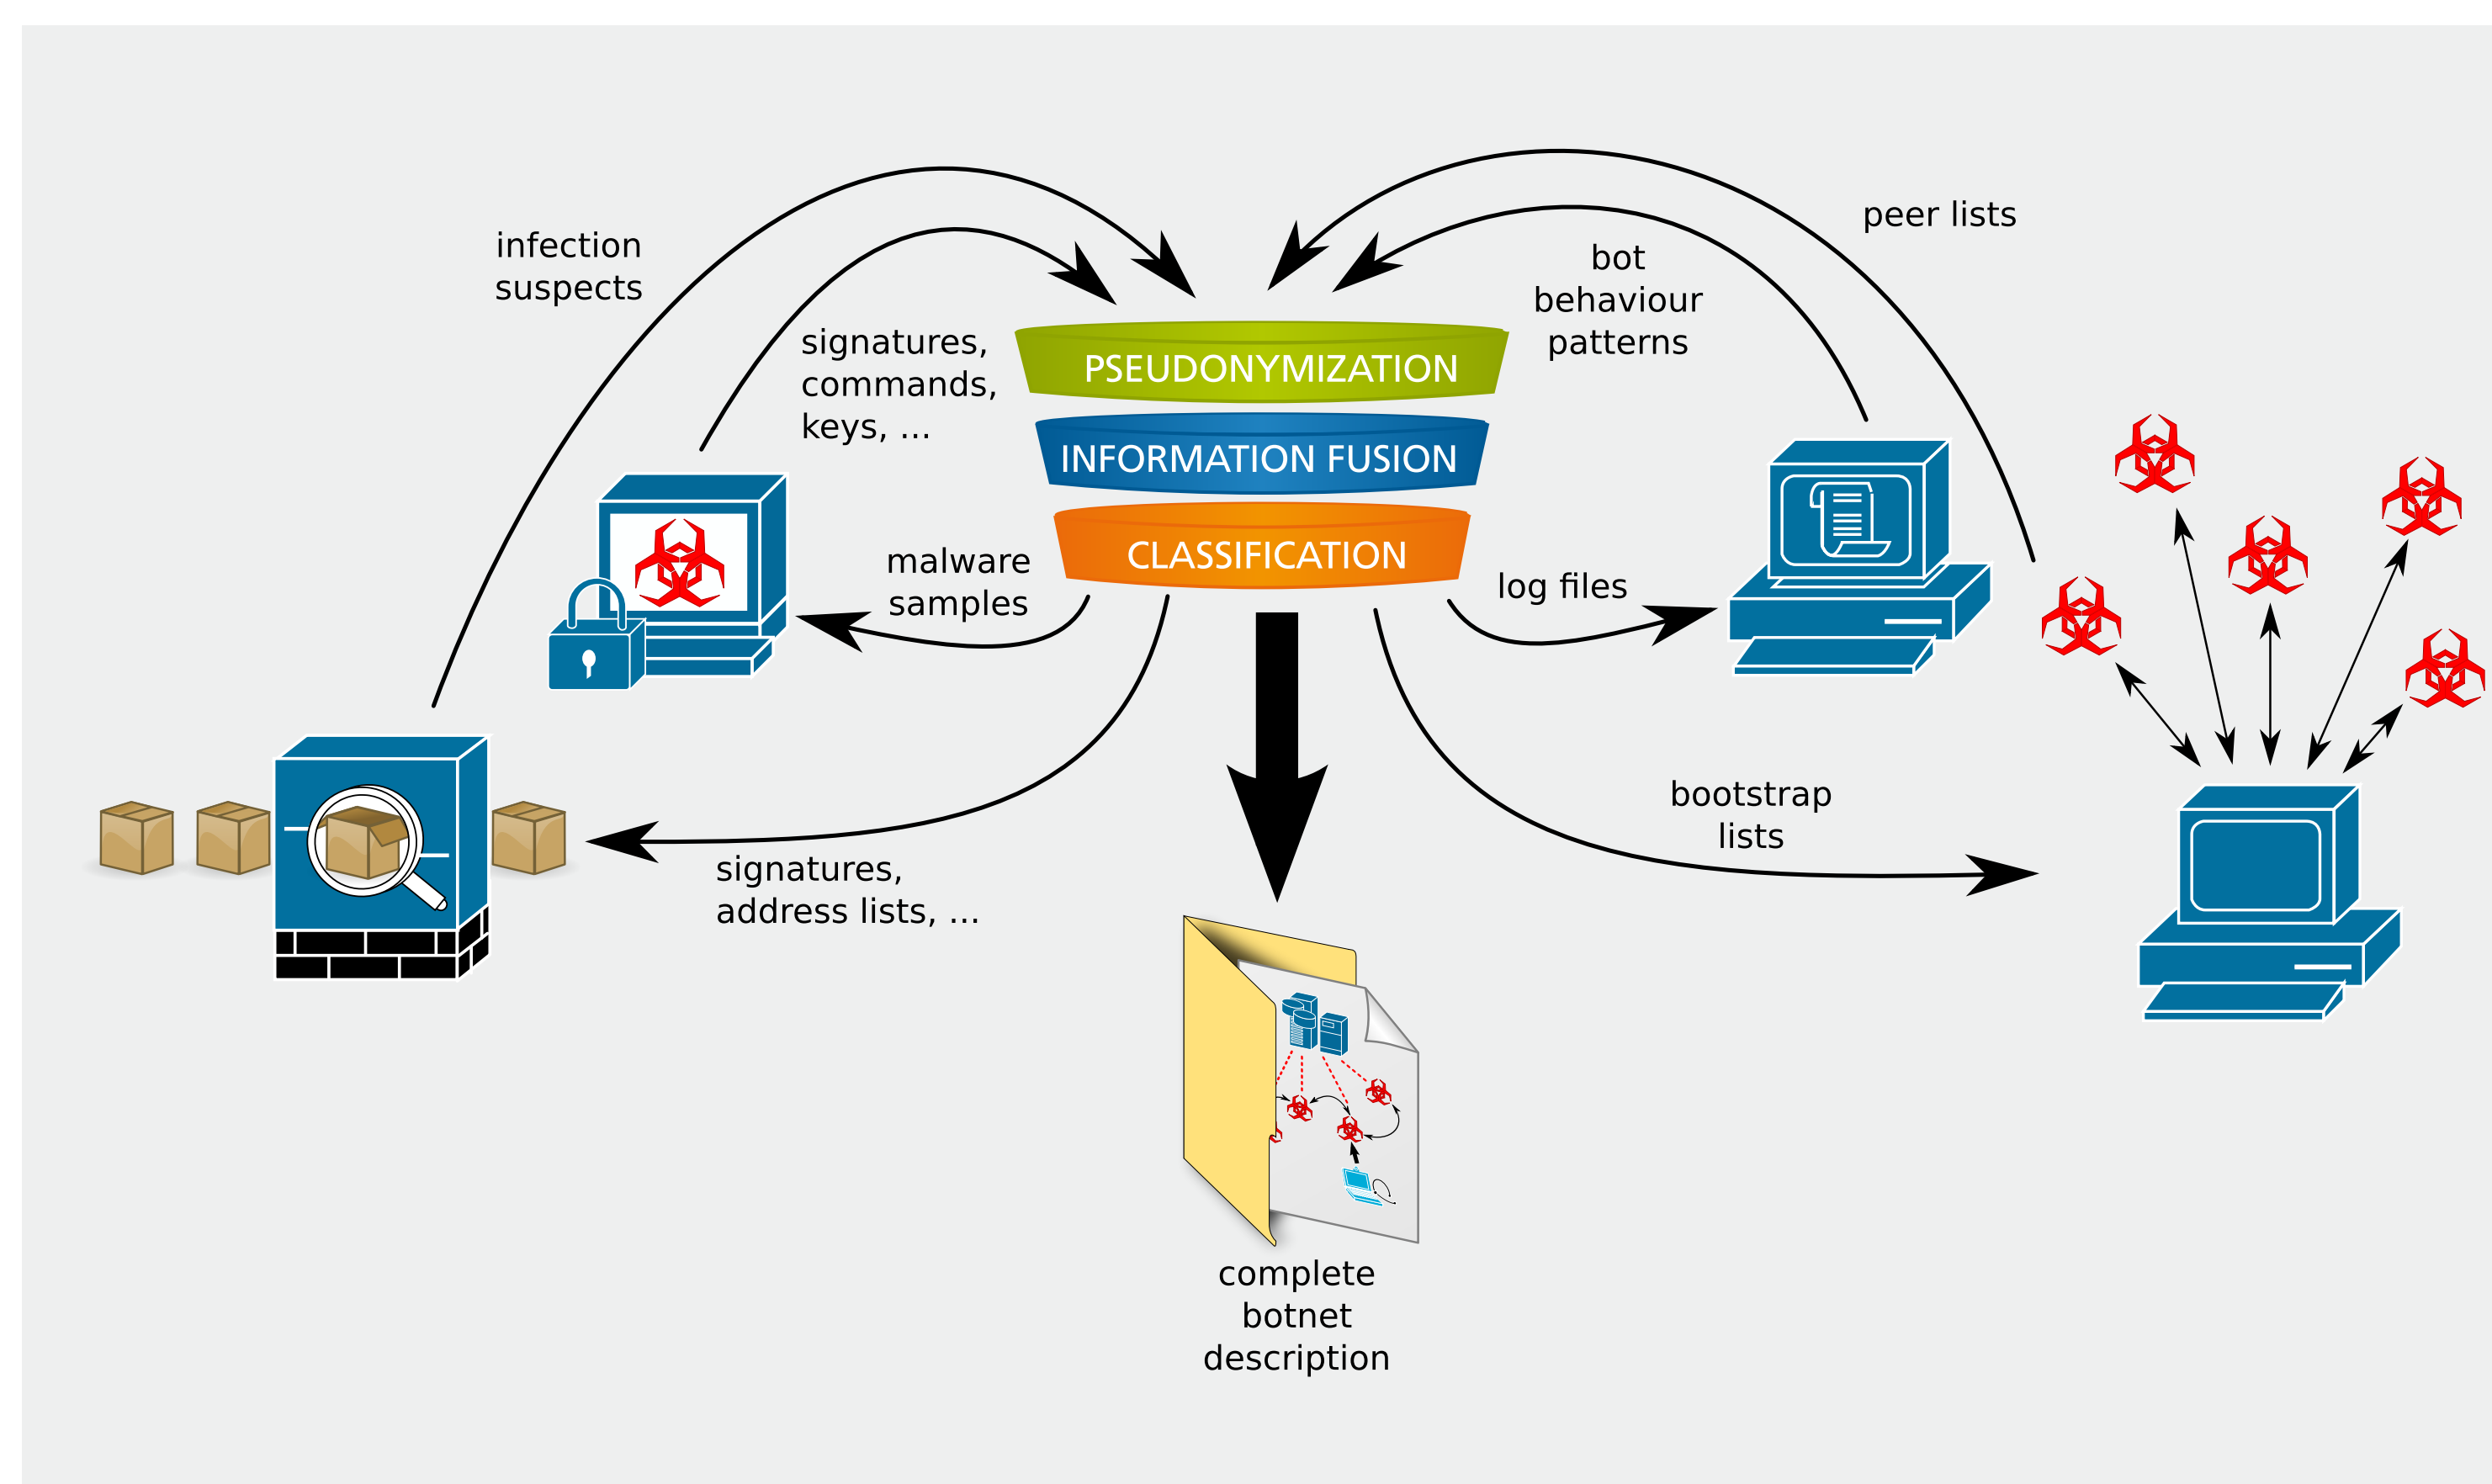 infection
suspects
signatures,
commands,
keys, ...
peer lists
bot
behaviour
patterns
PSEUDONYMIZATION
INFORMATION FUSION
CLASSIFICATION
malware
samples
log files
signatures,
address lists, ...
bootstrap
lists
complete
botnet
description